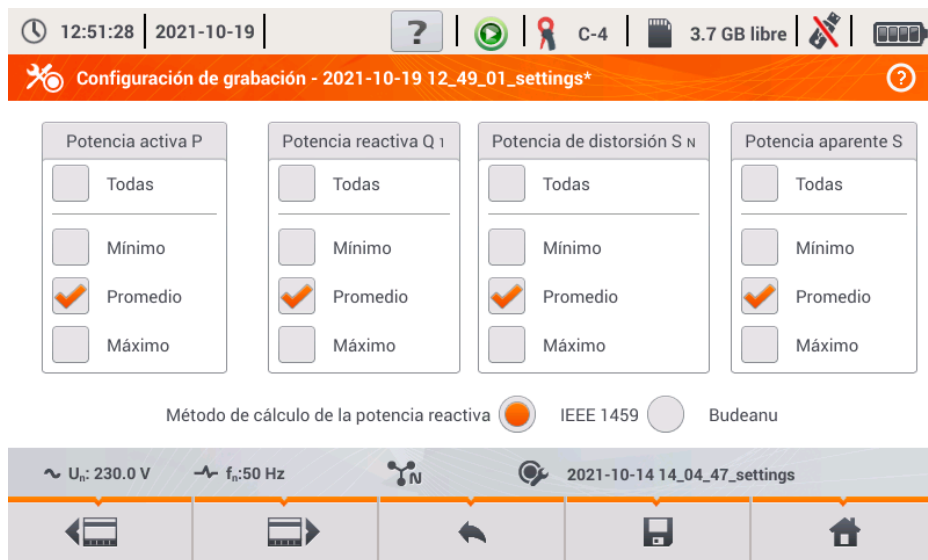 12:51:28 2021-10-19 ? C-4 3.7 GB libre
Configuración de grabación - 2021-10-19 12_49_01_settings* ?
Potencia activa P Potencia reactiva Q 1 Potencia de distorsión S N Potencia aparente S
Todas Todas Todas Todas
Mínimo Mínimo Mínimo Mínimo
Promedio Promedio Promedio Promedio
Máximo Máximo Máximo Máximo
Método de cálculo de la potencia reactiva IEEE 1459 Budeanu
Un: 230.0 V fn:50 Hz N 2021-10-14 14_04_47_settings